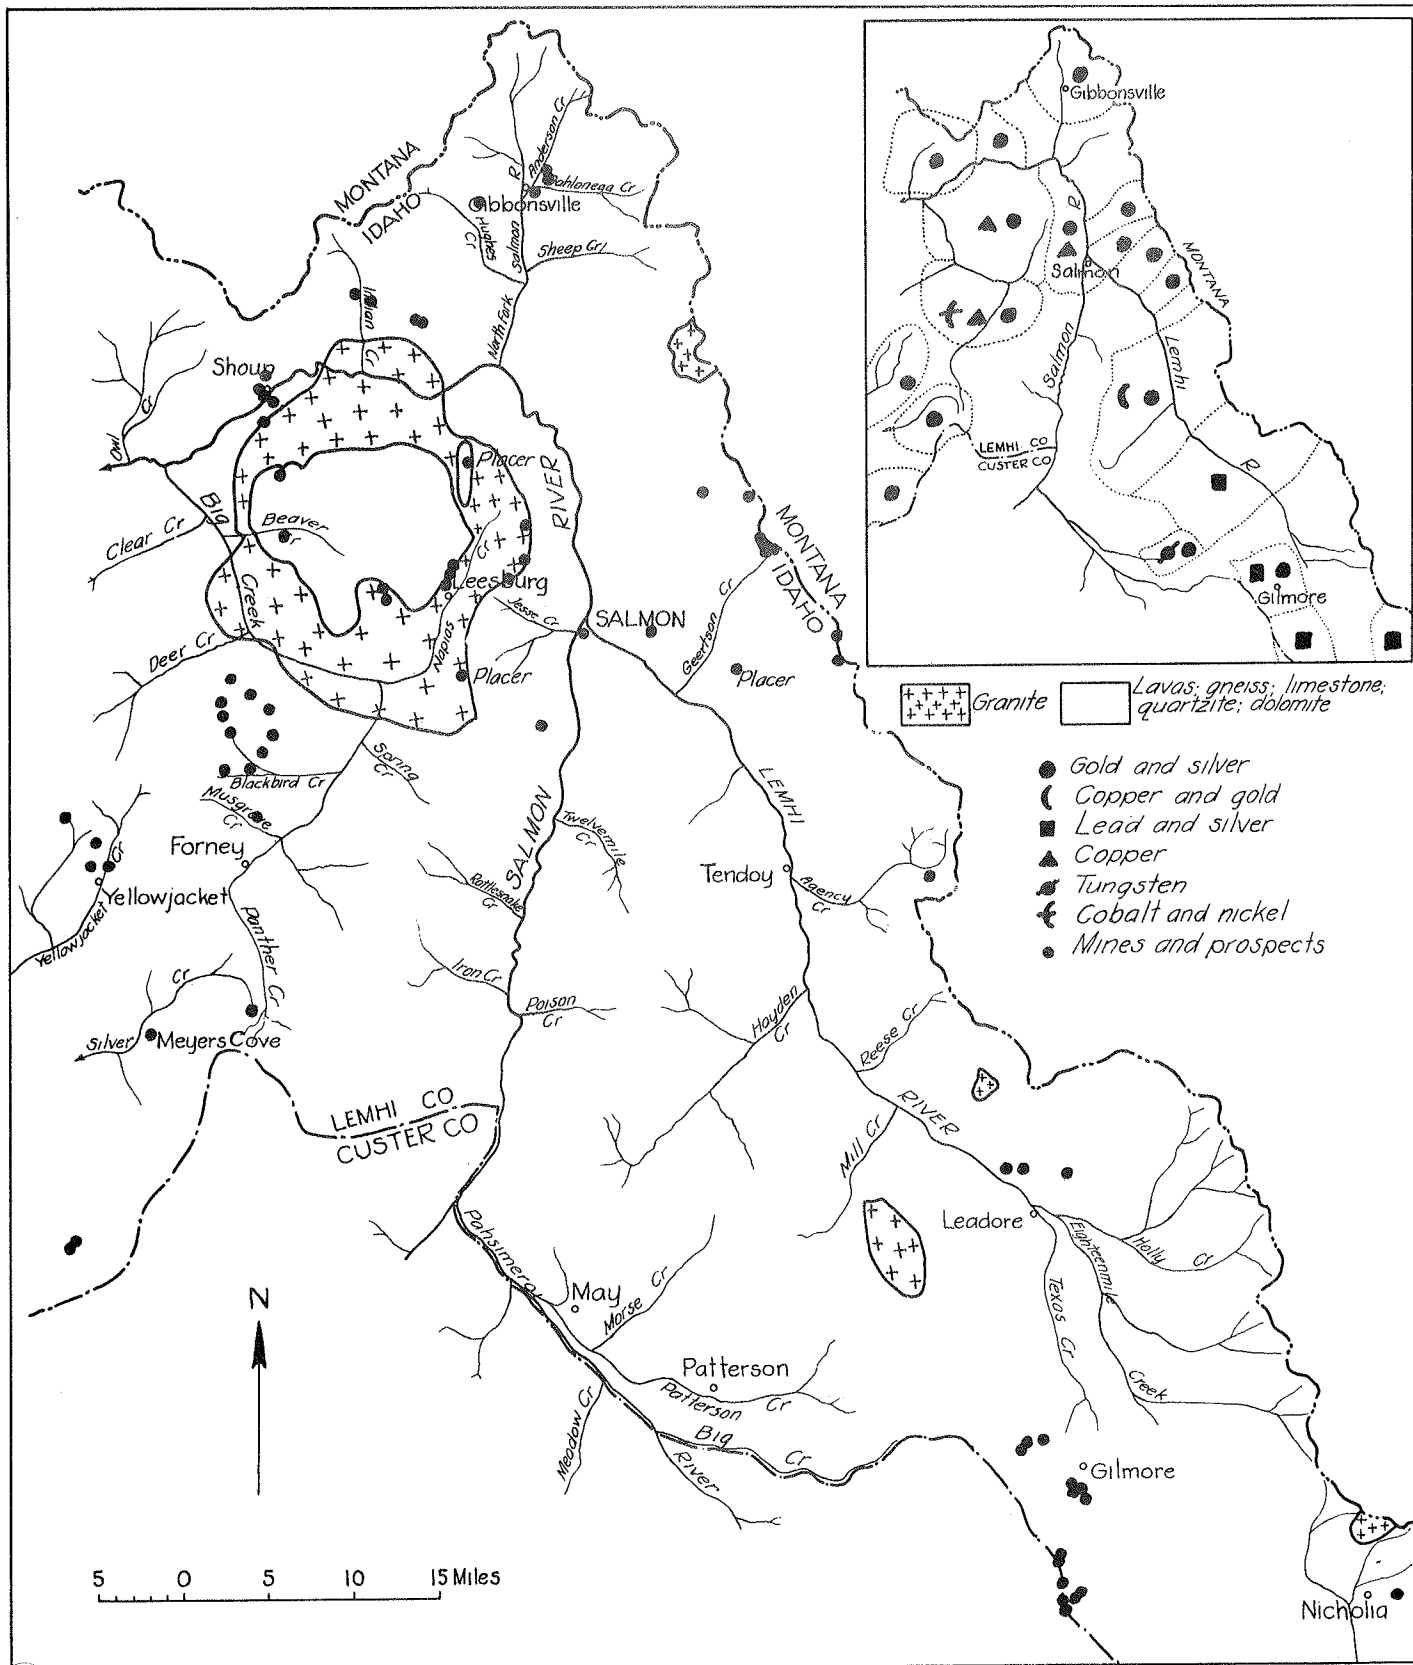 MONTANA
IDAHO
Anderson Cr
Dahlonega Cr
Gibbonsville
Hughes
Cr
Salmon R
Sheep Cr
North Fork
Indian
Cr
Shoup
Owl
Cr
Placer
RIVER
BIG
Creek
Clear Cr
Beaver
Cr
Leesburg
Cr
Napias
Jesse Cr
SALMON
Geertson Cr
MONTANA
IDAHO
Deer Cr
Placer
Placer
Spring
Cr
Blackbird Cr
Musgrove
Cr
Forney
Yellowjacket
Yellowjacket
Cr
Panther Cr
SALMON
Twelvemile
Cr
Rattlesnake
Cr
LEMHI
Tendoy
Agency
Cr
Iron Cr
Poison
Cr
Cr
Silver
Meyers Cove
Hayden
Cr
Reese Cr
LEMHI CO
CUSTER CO
RIVER
Mill Cr
Leadore
Eighteenmile
Creek
Holly
Cr
Texas Cr
Pahsimeroi
May
Morse Cr
Patterson
Patterson Cr
Meadow Cr
Big
Cr
River
Gilmore
Nicholia
N
5 0 5 10 15 Miles
Gibbonsville
R
Salmon
MONTANA
Salmon
Lemhi
R
LEMHI CO
CUSTER CO
Gilmore
Granite
Lavas; gneiss; limestone;
quartzite; dolomite
Gold and silver
Copper and gold
Lead and silver
Copper
Tungsten
Cobalt and nickel
Mines and prospects